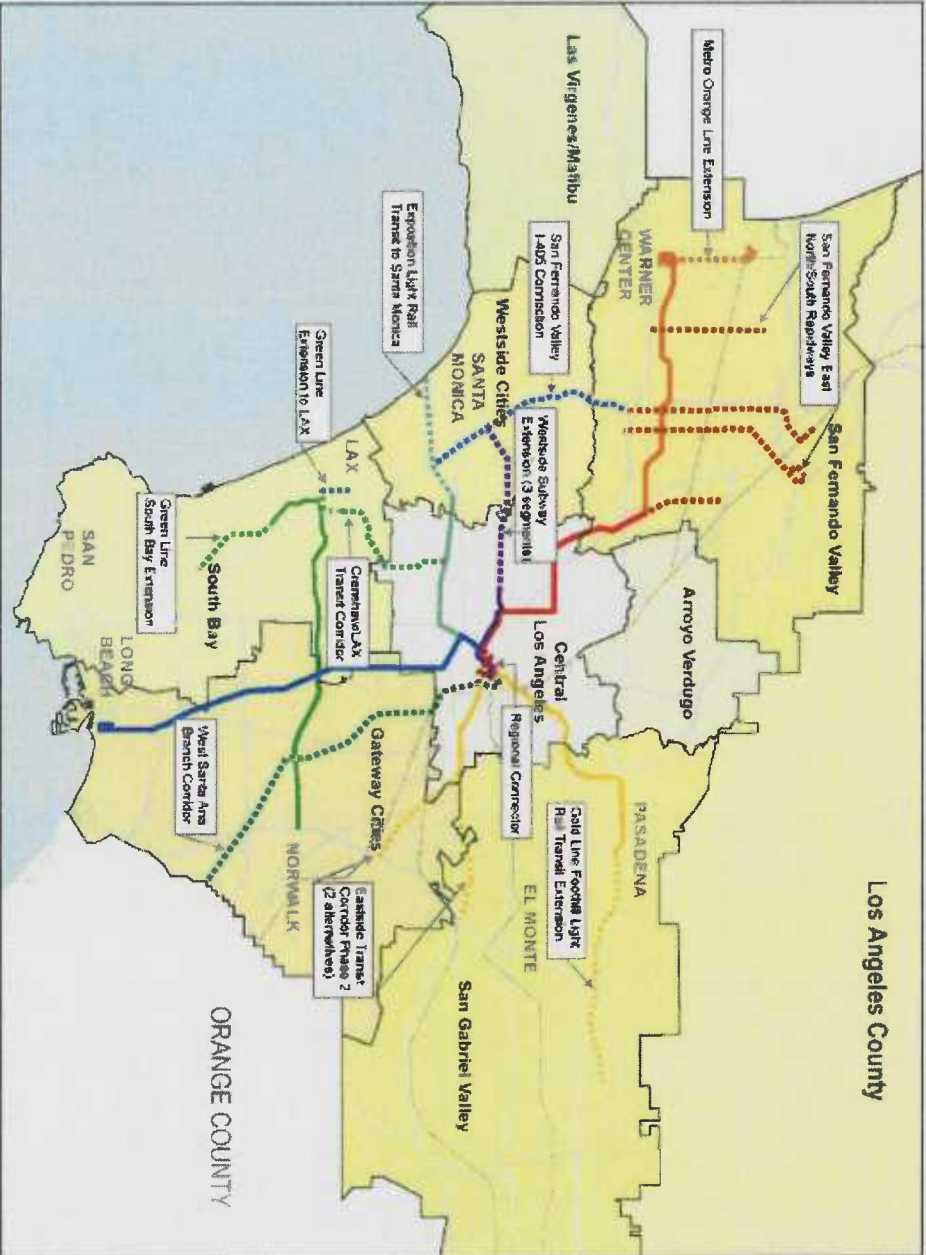 Los Angeles County
San Fernando Valley East
North/South Rapidways
San Fernando Valley
Metro Orange Line Extension
WARNER
CENTER
Arroyo Verdugo
PASADENA
Las Virgenes/Malibu
San Fernando Valley
I-405 Connection
Westside Subway
Extension (3 segments)
Central
Los Angeles
Gold Line Foothill Light
Rail Transit Extension
Westside Cities
SANTA
MONICA
Regional Connector
EL MONTE
San Gabriel Valley
Exposition Light Rail
Transit to Santa Monica
Green Line
Extension to LAX
LAX
Crenshaw/LAX
Transit Corridor
Gateway Cities
Eastside Transit
Corridor Phase 2
(2 alternatives)
NORWALK
South Bay
ORANGE COUNTY
Green Line
South Bay Extension
West Santa Ana
Branch Corridor
LONG
BEACH
SAN
PEDRO